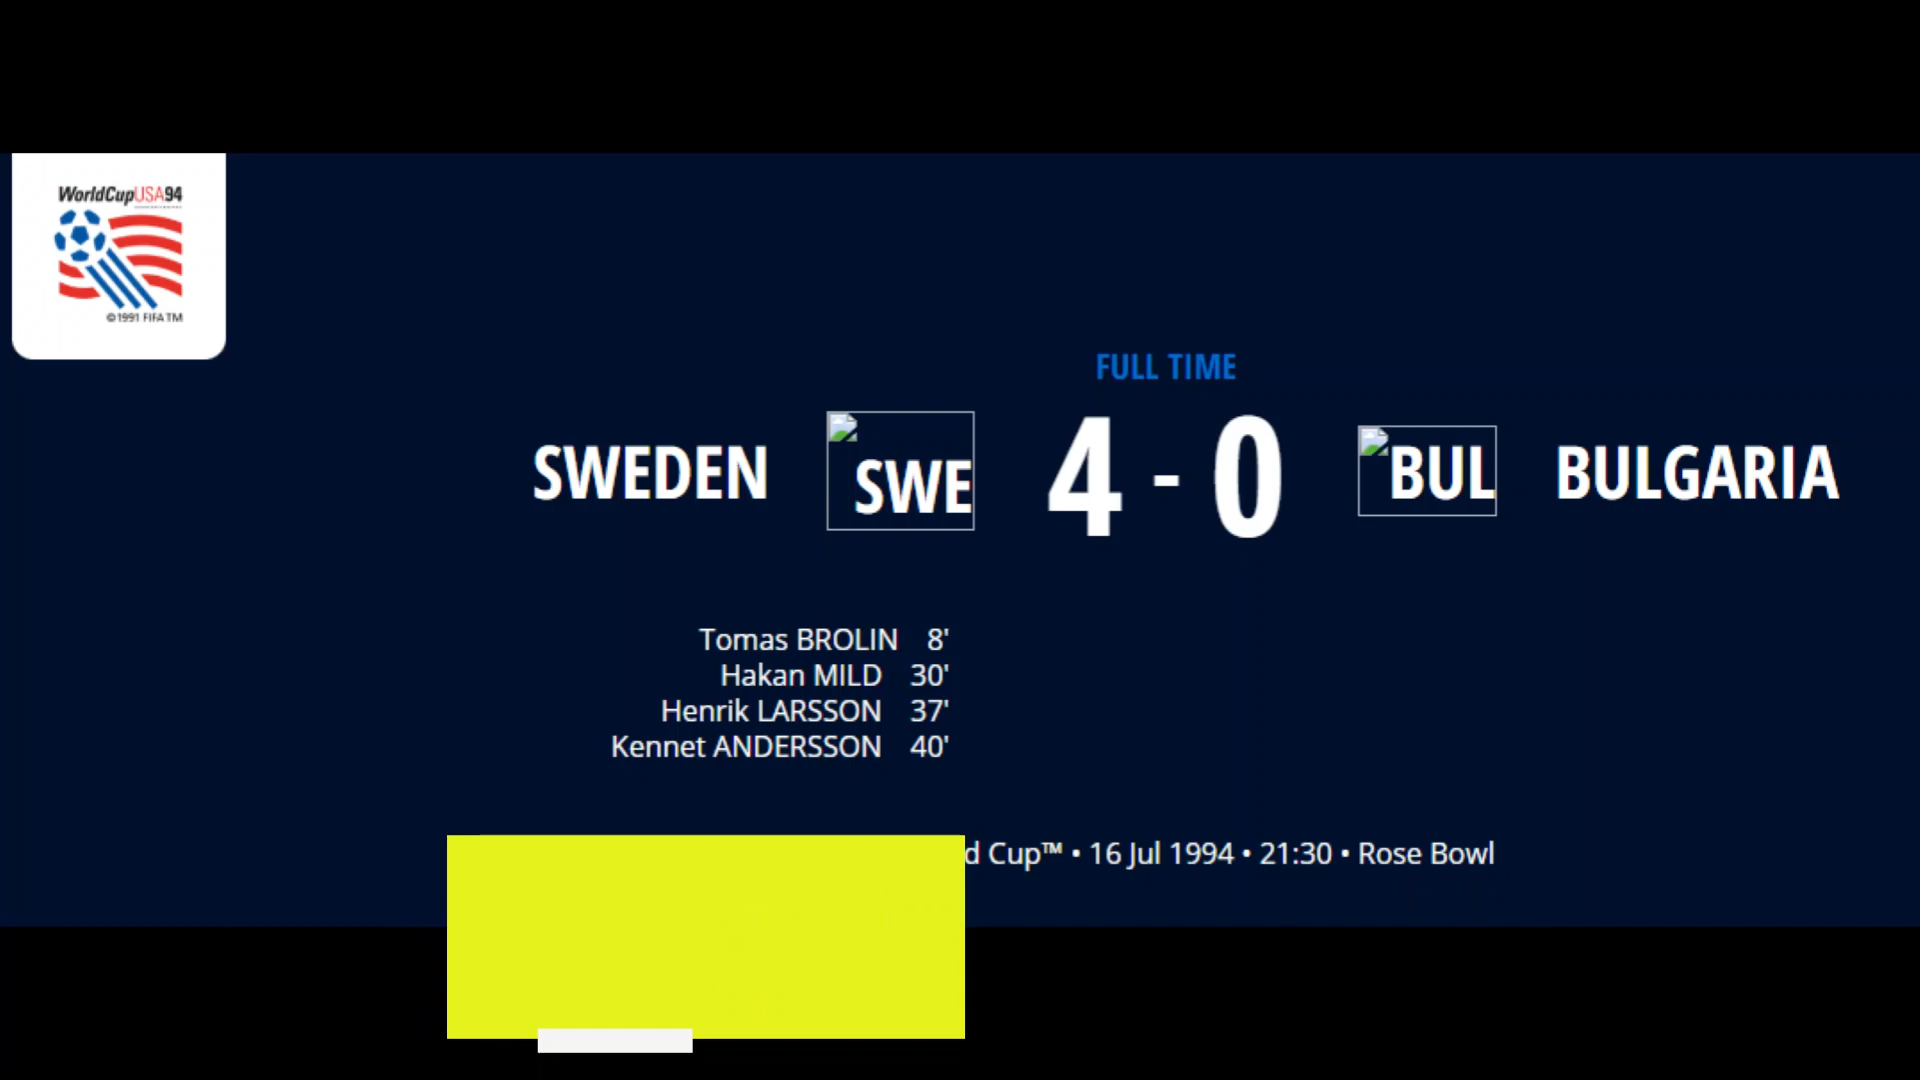 WorldCupUSA94
©1991 FIFA TM
FULL TIME
SWEDEN SWE 4 - 0 BUL BULGARIA
Tomas BROLIN 8'
Hakan MILD 30'
Henrik LARSSON 37'
Kennet ANDERSSON 40'
d Cup™ • 16 Jul 1994 • 21:30 • Rose Bowl